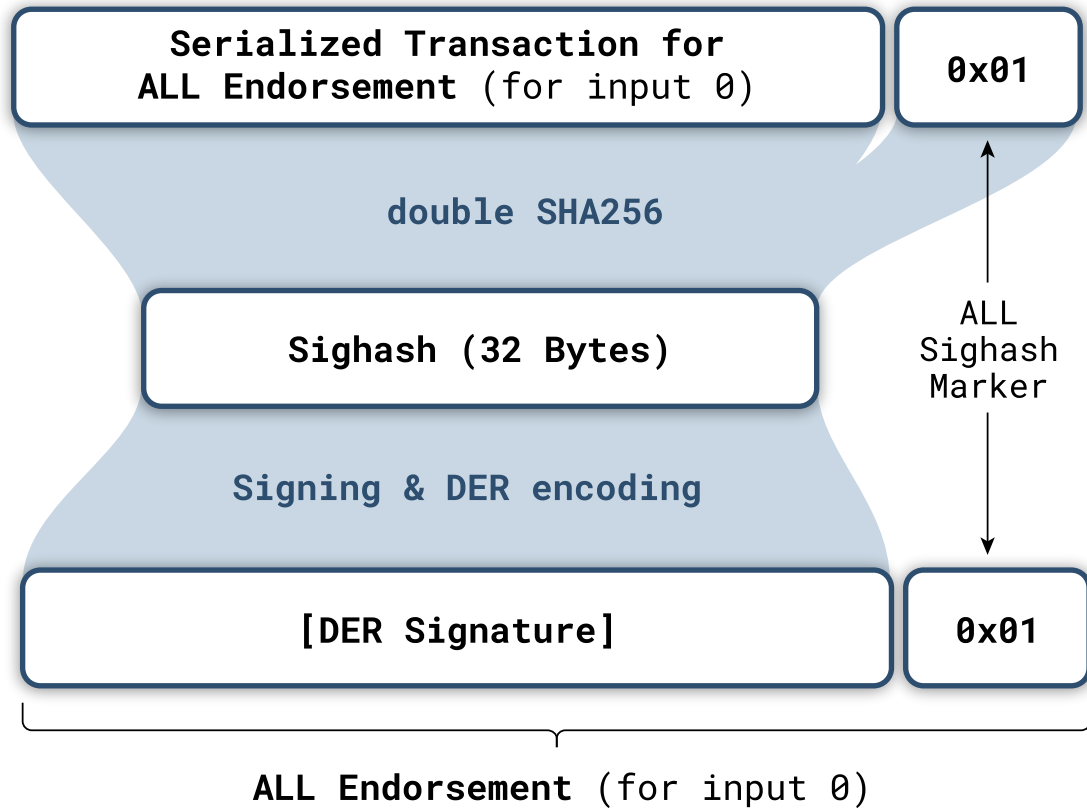 Serialized Transaction for
ALL Endorsement (for input 0)
0x01
double SHA256
Sighash (32 Bytes)
ALL
Sighash
Marker
Signing & DER encoding
[DER Signature]
0x01
ALL Endorsement (for input 0)